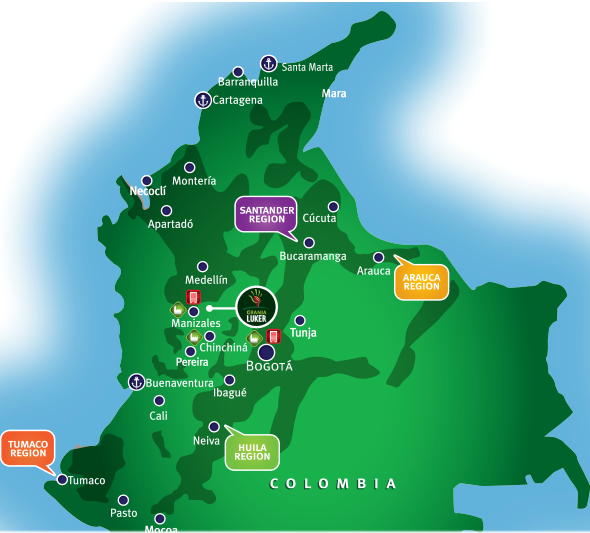 Santa Marta
Barranquilla
Mara
Cartagena
Necoclí
Montería
Apartadó
SANTANDER
REGION
Cúcuta
Bucaramanga
Arauca
ARAUCA
REGION
Medellín
GRANJA
LUKER
Manizales
Tunja
Chinchiná
Pereira
BOGOTÁ
Buenaventura
Ibagué
Cali
Neiva
HUILA
REGION
TUMACO
REGION
Tumaco
COLOMBIA
Pasto
Mocoa